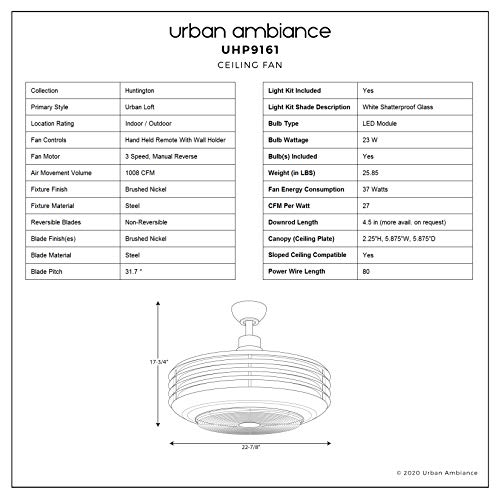 urban ambiance
UHP9161
CEILING FAN
Collection Huntington
Primary Style Urban Loft
Location Rating Indoor / Outdoor
Fan Controls Hand Held Remote With Wall Holder
Fan Motor 3 Speed, Manual Reverse
Air Movement Volume 1008 CFM
Fixture Finish Brushed Nickel
Fixture Material Steel
Reversible Blades Non-Reversible
Blade Finish(es) Brushed Nickel
Blade Material Steel
Blade Pitch 31.7 °
Light Kit Included Yes
Light Kit Shade Description White Shatterproof Glass
Bulb Type LED Module
Bulb Wattage 23 W
Bulb(s) Included Yes
Weight (in LBS) 25.85
Fan Energy Consumption 37 Watts
CFM Per Watt 27
Downrod Length 4.5 in (more avail. on request)
Canopy (Ceiling Plate) 2.25"H, 5.875"W, 5.875"D
Sloped Ceiling Compatible Yes
Power Wire Length 80
17-3/4"
22-7/8"
© 2020 Urban Ambiance